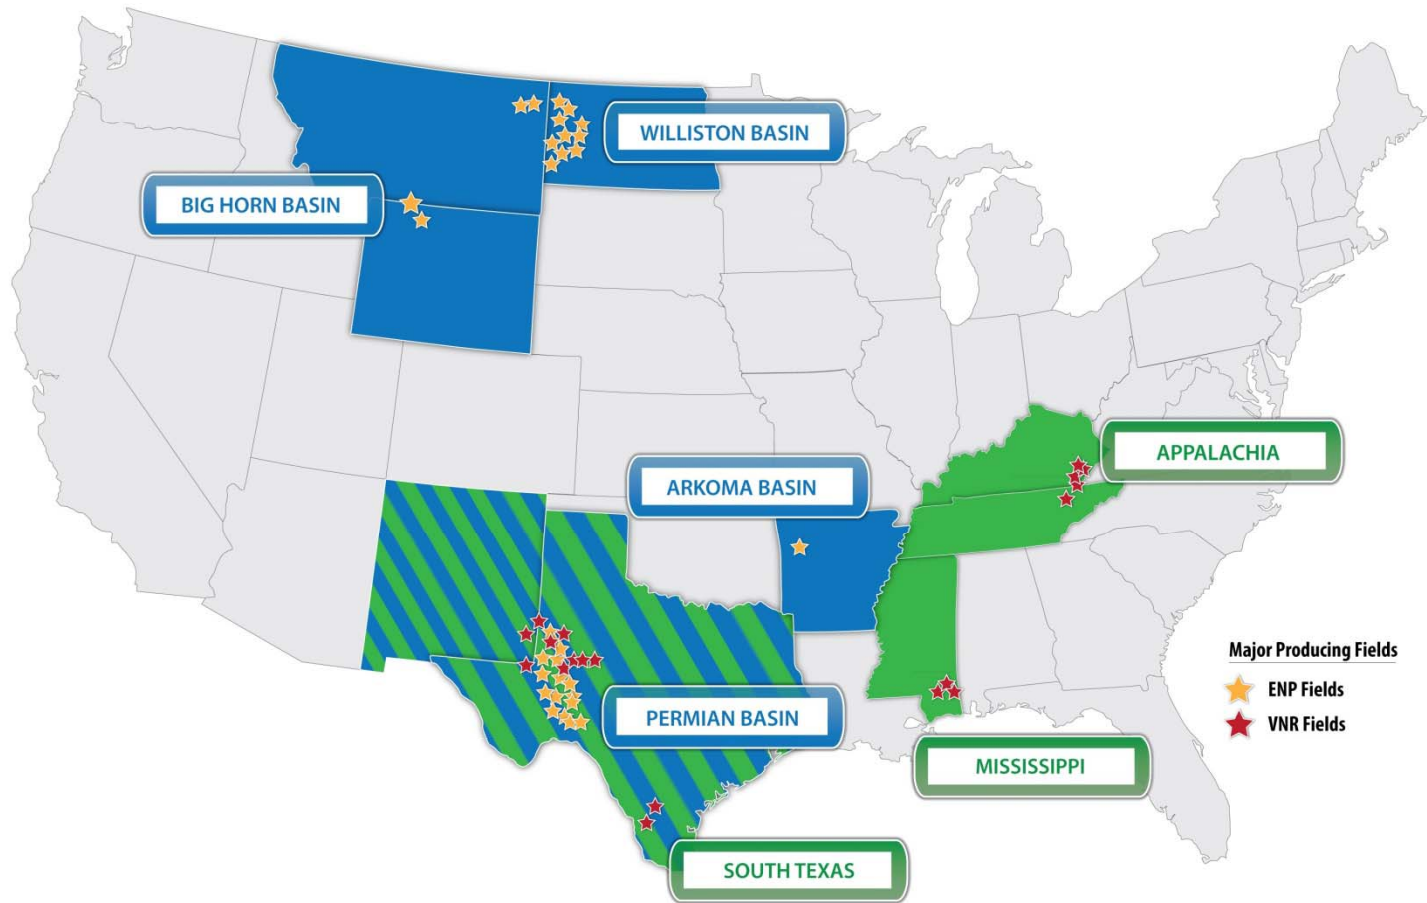 WILLISTON BASIN
BIG HORN BASIN
APPALACHIA
ARKOMA BASIN
Major Producing Fields
ENP Fields
VNR Fields
PERMIAN BASIN
MISSISSIPPI
SOUTH TEXAS